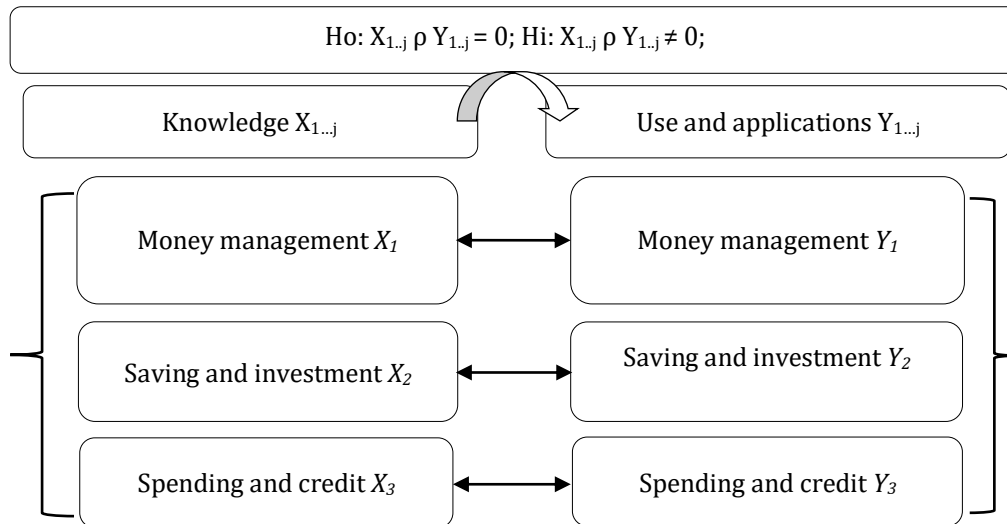 Ho: X₁..ⱼ ρ Y₁..ⱼ = 0; Hi: X₁..ⱼ ρ Y₁..ⱼ ≠ 0;
Knowledge X₁...ⱼ
Use and applications Y₁...ⱼ
Money management X₁
Money management Y₁
Saving and investment X₂
Saving and investment Y₂
Spending and credit X₃
Spending and credit Y₃